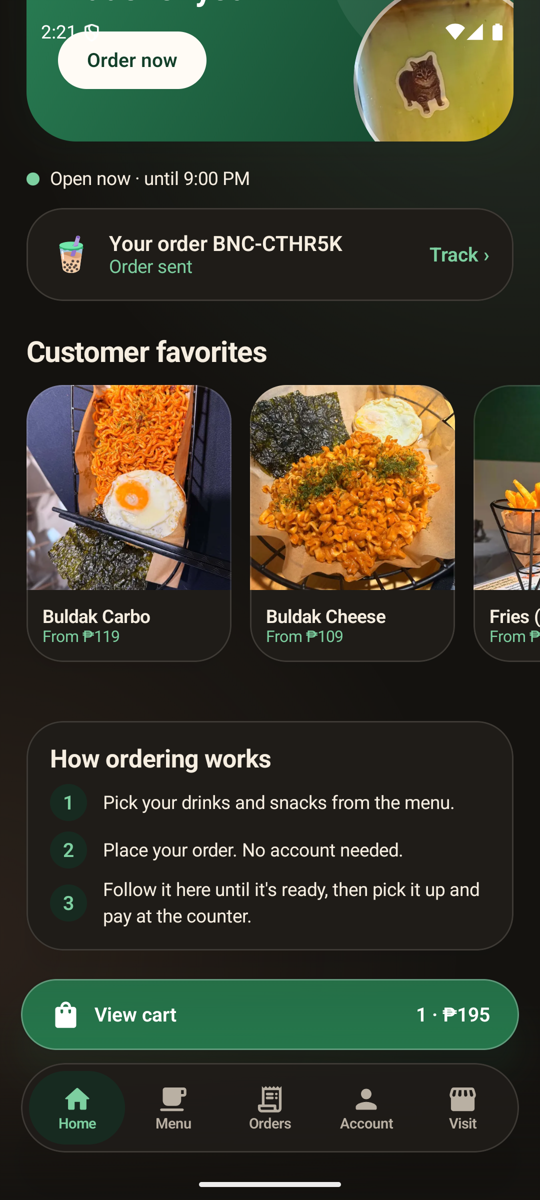 2:21
Order now
Open now · until 9:00 PM
Your order BNC-CTHR5K
Order sent
Track ›
Customer favorites
Buldak Carbo
From ₱119
Buldak Cheese
From ₱109
Fries (
From ₱
How ordering works
1 Pick your drinks and snacks from the menu.
2 Place your order. No account needed.
3 Follow it here until it's ready, then pick it up and
pay at the counter.
View cart 1 · ₱195
Home Menu Orders Account Visit